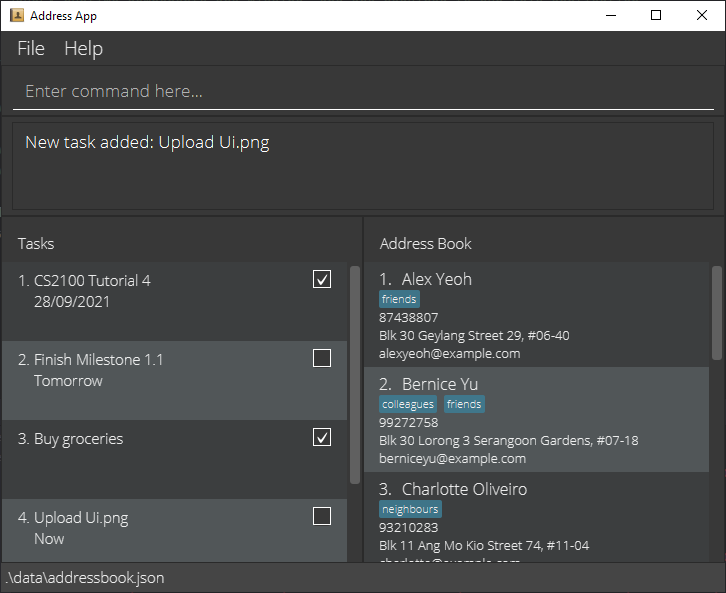 Address App
File Help
Enter command here...
New task added: Upload Ui.png
Tasks
1. CS2100 Tutorial 4
28/09/2021
2. Finish Milestone 1.1
Tomorrow
3. Buy groceries
4. Upload Ui.png
Now
Address Book
1. Alex Yeoh
friends
87438807
Blk 30 Geylang Street 29, #06-40
alexyeoh@example.com
2. Bernice Yu
colleagues friends
99272758
Blk 30 Lorong 3 Serangoon Gardens, #07-18
berniceyu@example.com
3. Charlotte Oliveiro
neighbours
93210283
Blk 11 Ang Mo Kio Street 74, #11-04
.\data\addressbook.json